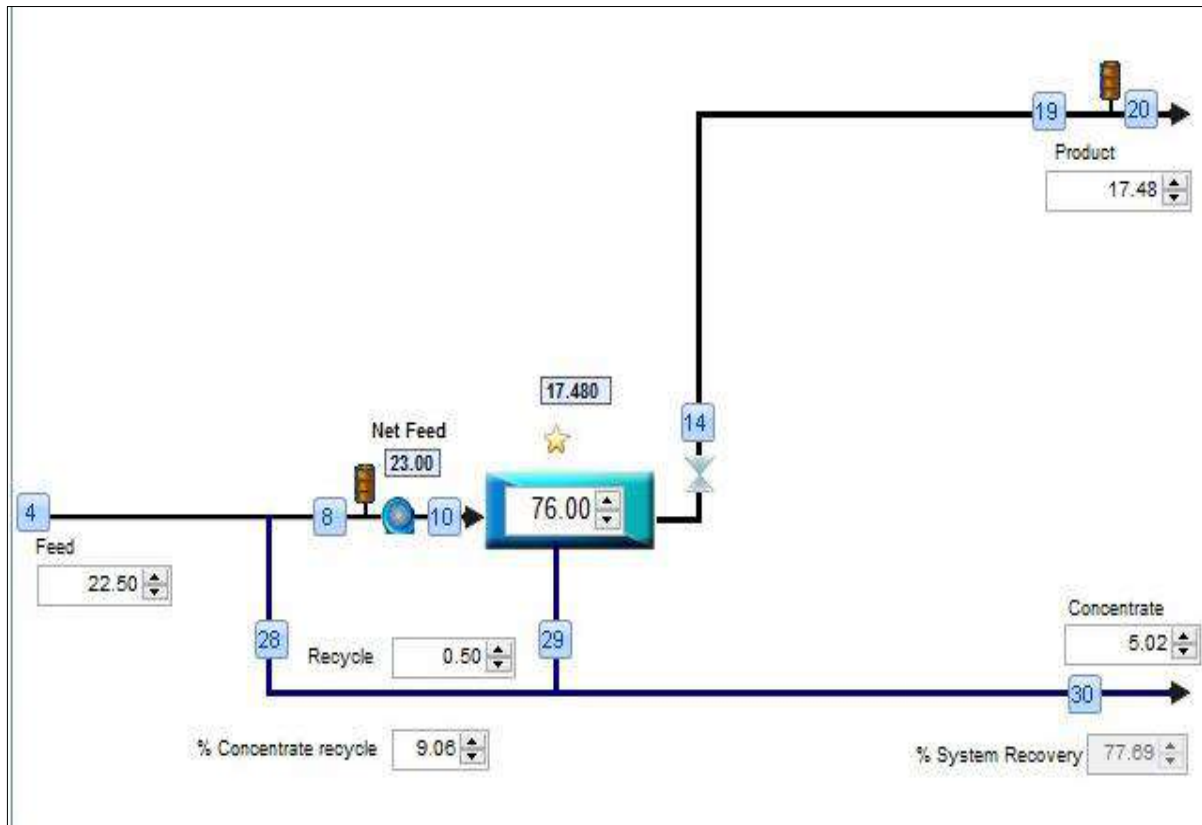 19
20
Product
17.48
17.480
14
Net Feed
23.00
4
8
10
76.00
Feed
22.50
Concentrate
5.02
28
Recycle
0.50
29
30
% Concentrate recycle
9.06
% System Recovery
77.69